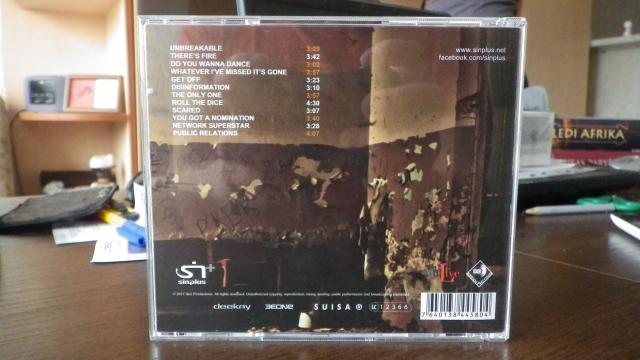 UNBREAKABLE 3:09
THERE'S FIRE 3:42
DO YOU WANNA DANCE 3:02
WHATEVER I'VE MISSED IT'S GONE 3:57
GET OFF 3:23
DISINFORMATION 3:10
THE ONLY ONE 3:57
ROLL THE DICE 4:30
SCARED 3:07
YOU GOT A NOMINATION 3:40
NETWORK SUPERSTAR 3:28
PUBLIC RELATIONS 4:07
www.sinplus.net
facebook.com/sinplus
LEDI AFRIKA
sinplus
deekay 3EONE SUISA LC 12366
7640138445804